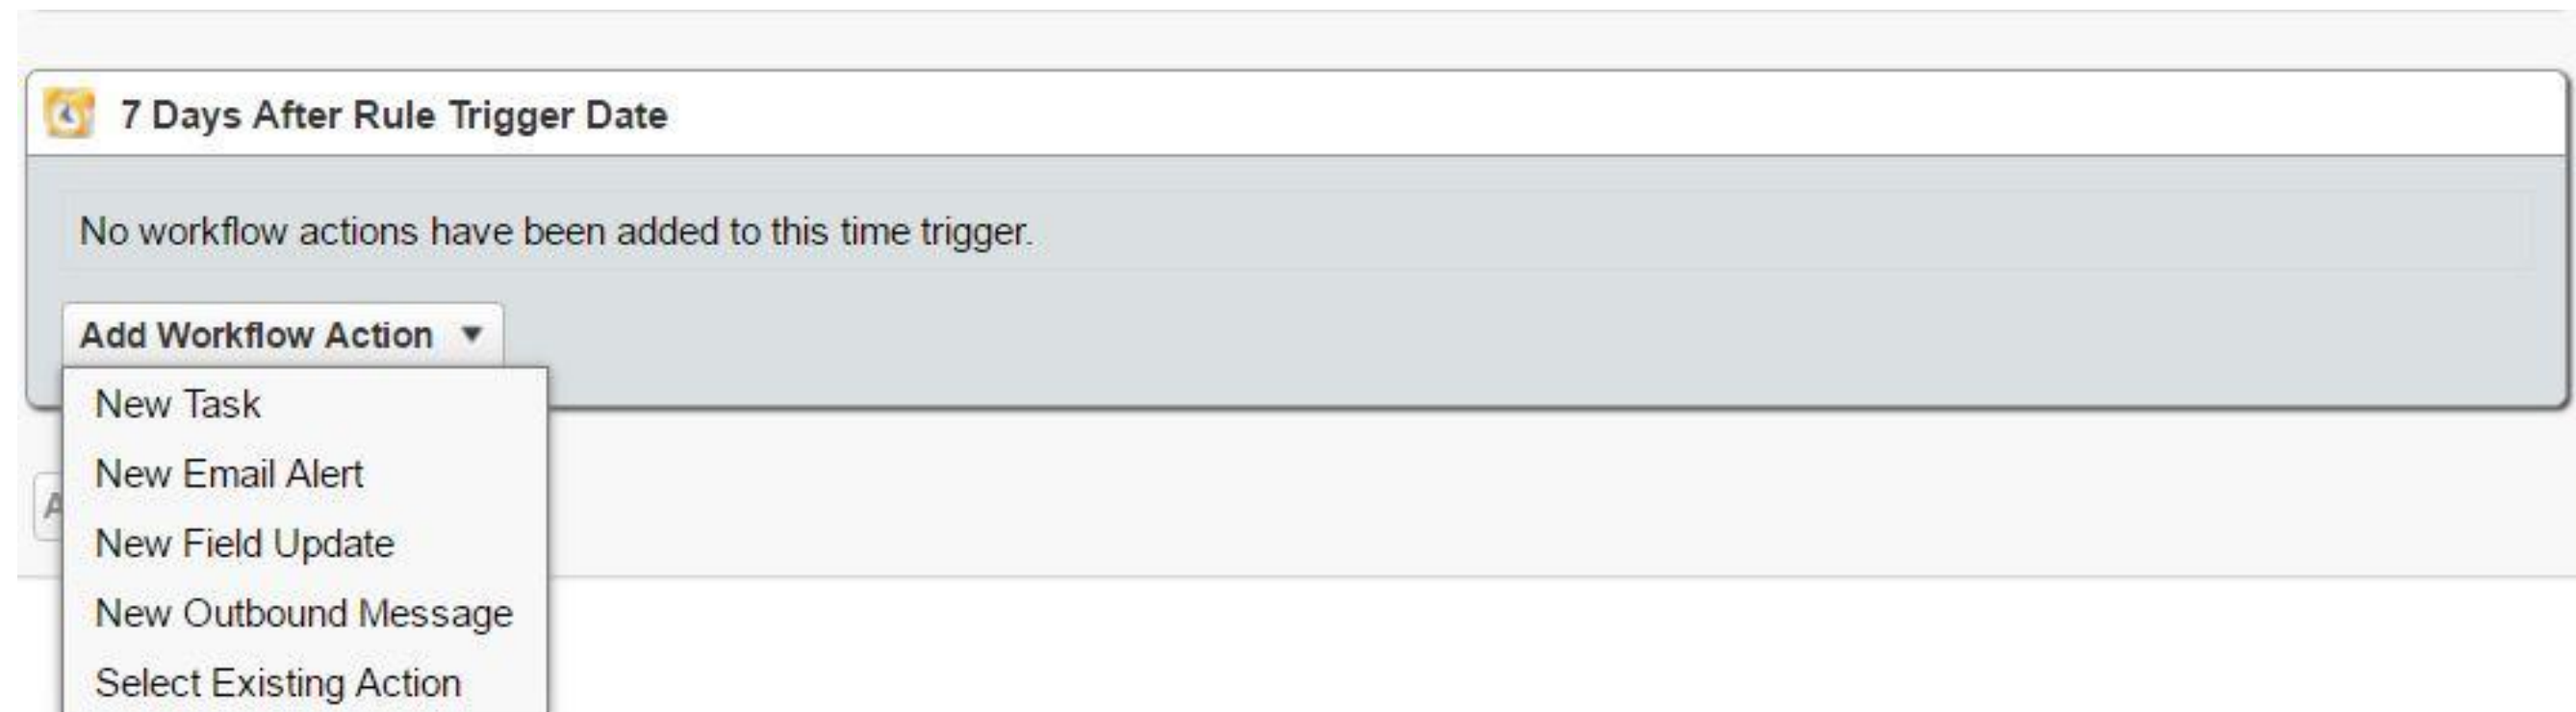 7 Days After Rule Trigger Date
No workflow actions have been added to this time trigger.
Add Workflow Action
New Task
New Email Alert
New Field Update
New Outbound Message
Select Existing Action